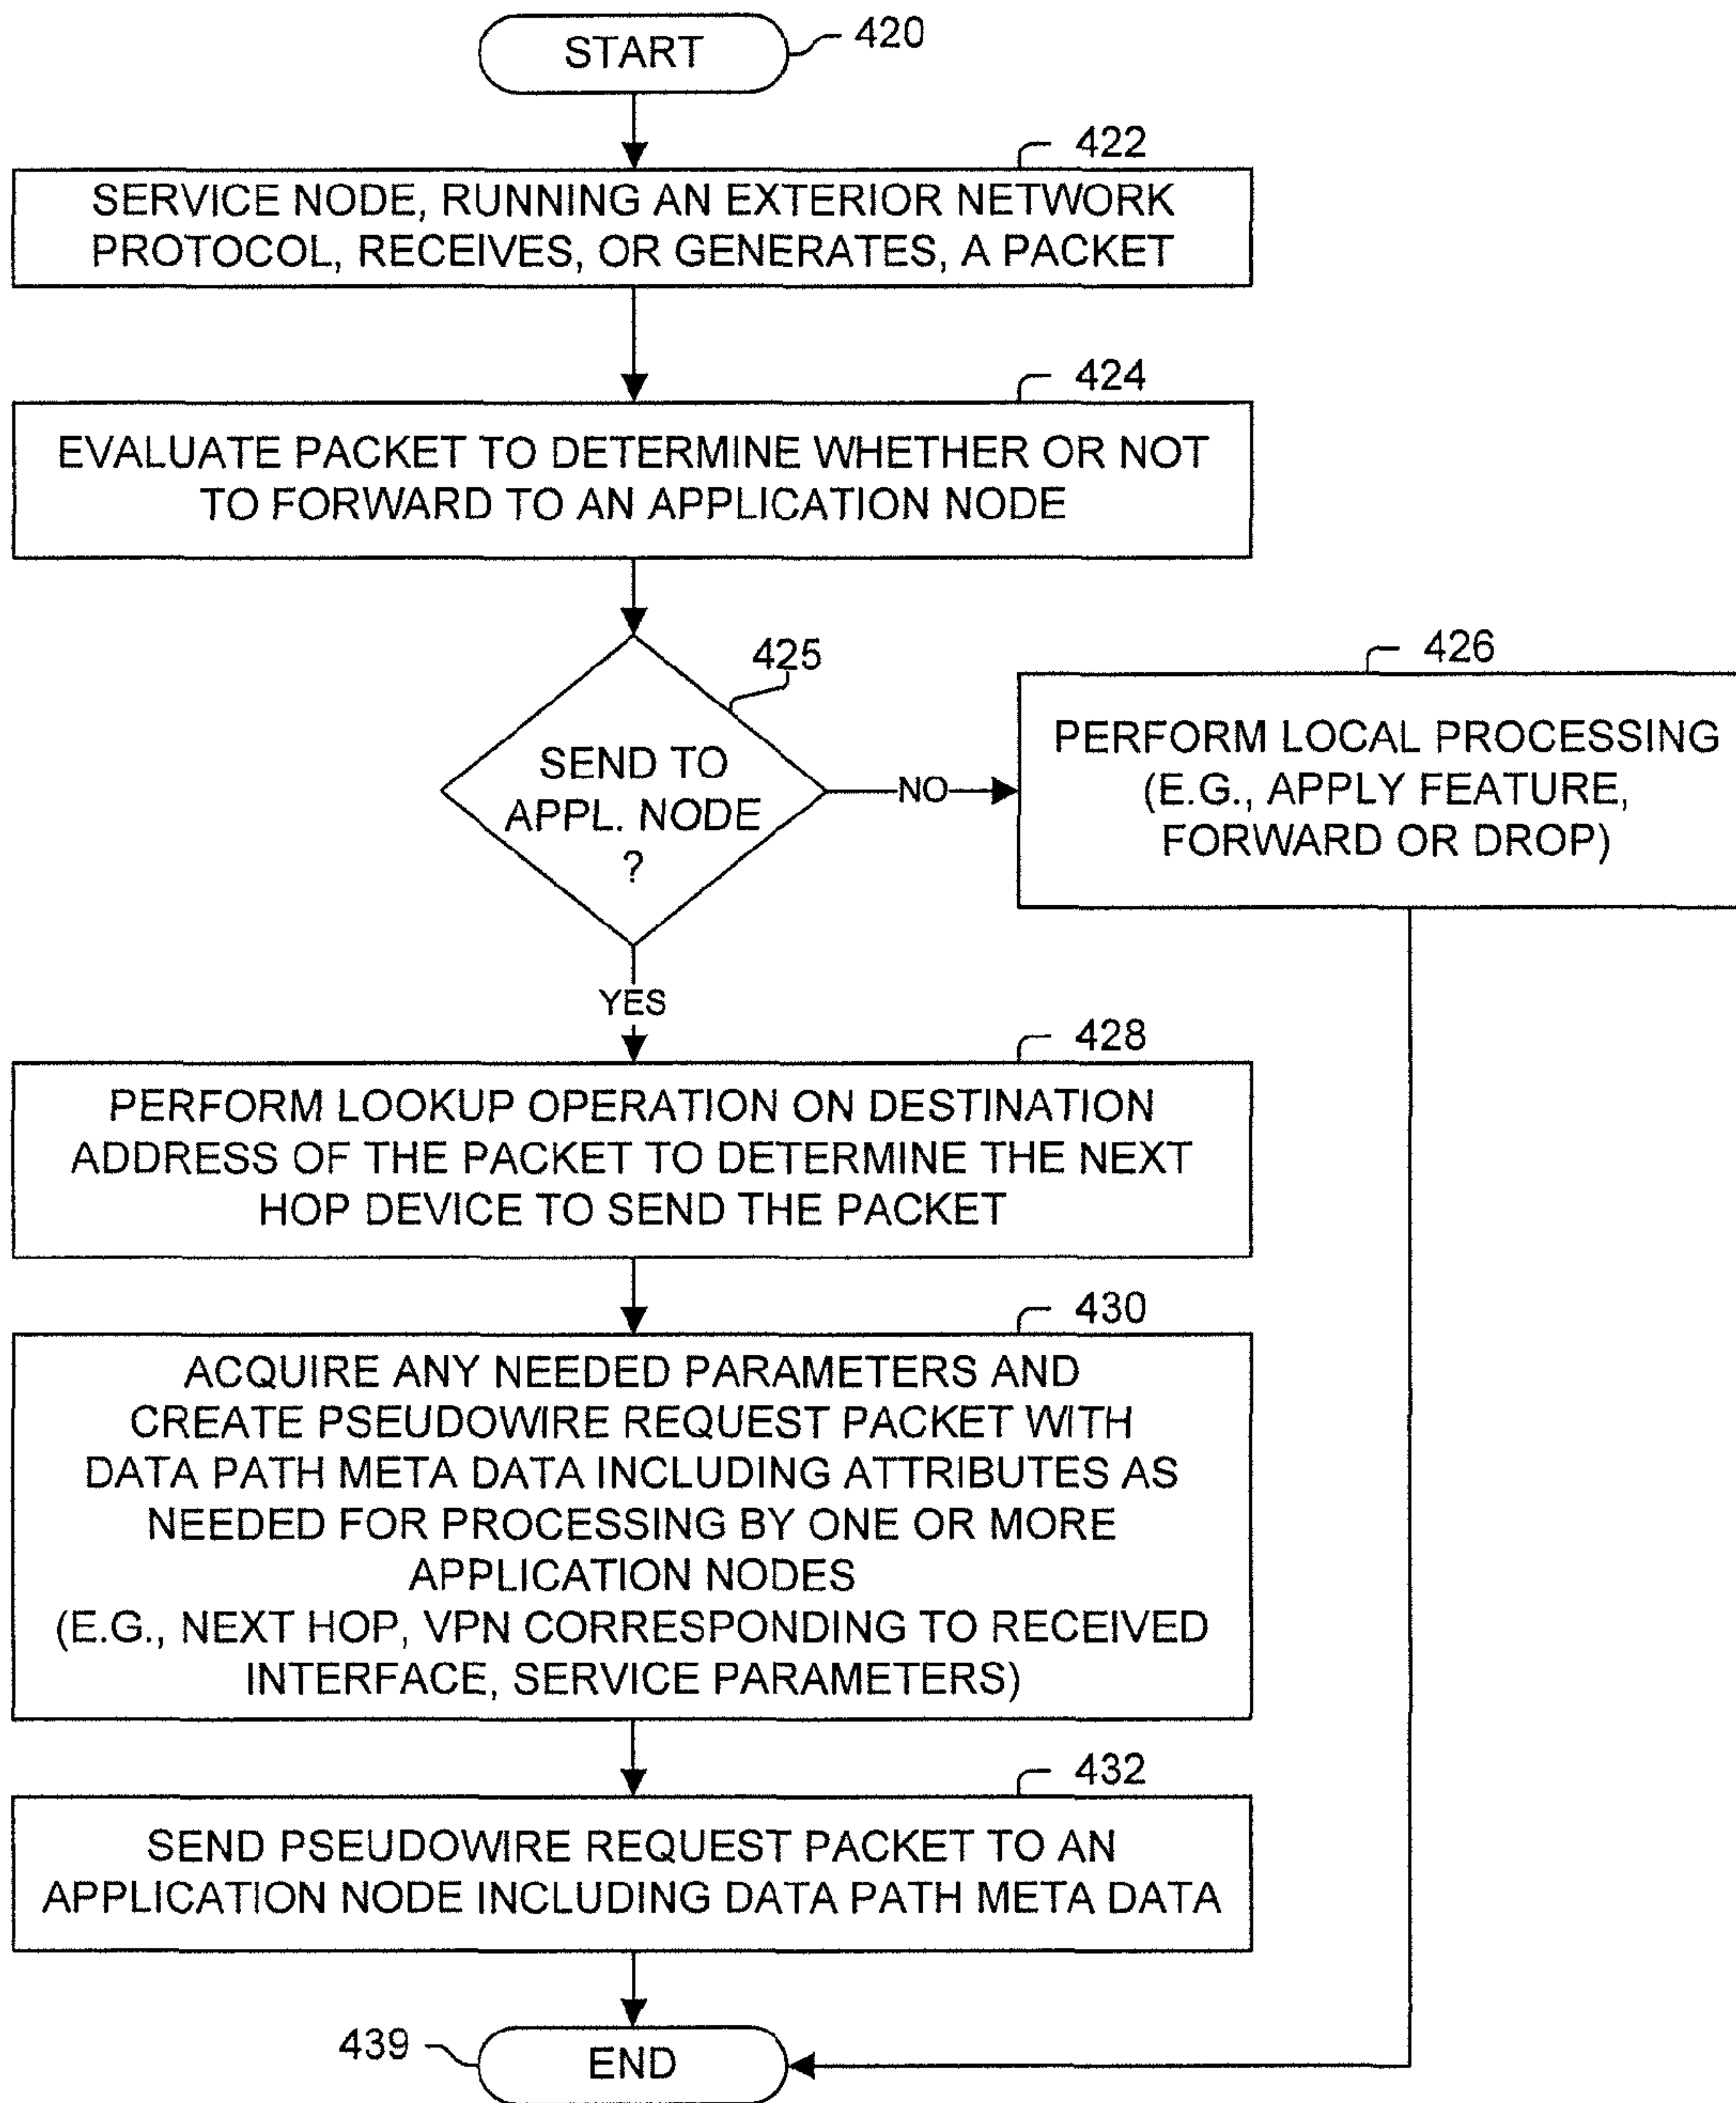 START
420
422
SERVICE NODE, RUNNING AN EXTERIOR NETWORK
PROTOCOL, RECEIVES, OR GENERATES, A PACKET
424
EVALUATE PACKET TO DETERMINE WHETHER OR NOT
TO FORWARD TO AN APPLICATION NODE
425
SEND TO
APPL. NODE
?
NO
426
PERFORM LOCAL PROCESSING
(E.G., APPLY FEATURE,
FORWARD OR DROP)
YES
428
PERFORM LOOKUP OPERATION ON DESTINATION
ADDRESS OF THE PACKET TO DETERMINE THE NEXT
HOP DEVICE TO SEND THE PACKET
430
ACQUIRE ANY NEEDED PARAMETERS AND
CREATE PSEUDOWIRE REQUEST PACKET WITH
DATA PATH META DATA INCLUDING ATTRIBUTES AS
NEEDED FOR PROCESSING BY ONE OR MORE
APPLICATION NODES
(E.G., NEXT HOP, VPN CORRESPONDING TO RECEIVED
INTERFACE, SERVICE PARAMETERS)
432
SEND PSEUDOWIRE REQUEST PACKET TO AN
APPLICATION NODE INCLUDING DATA PATH META DATA
439
END